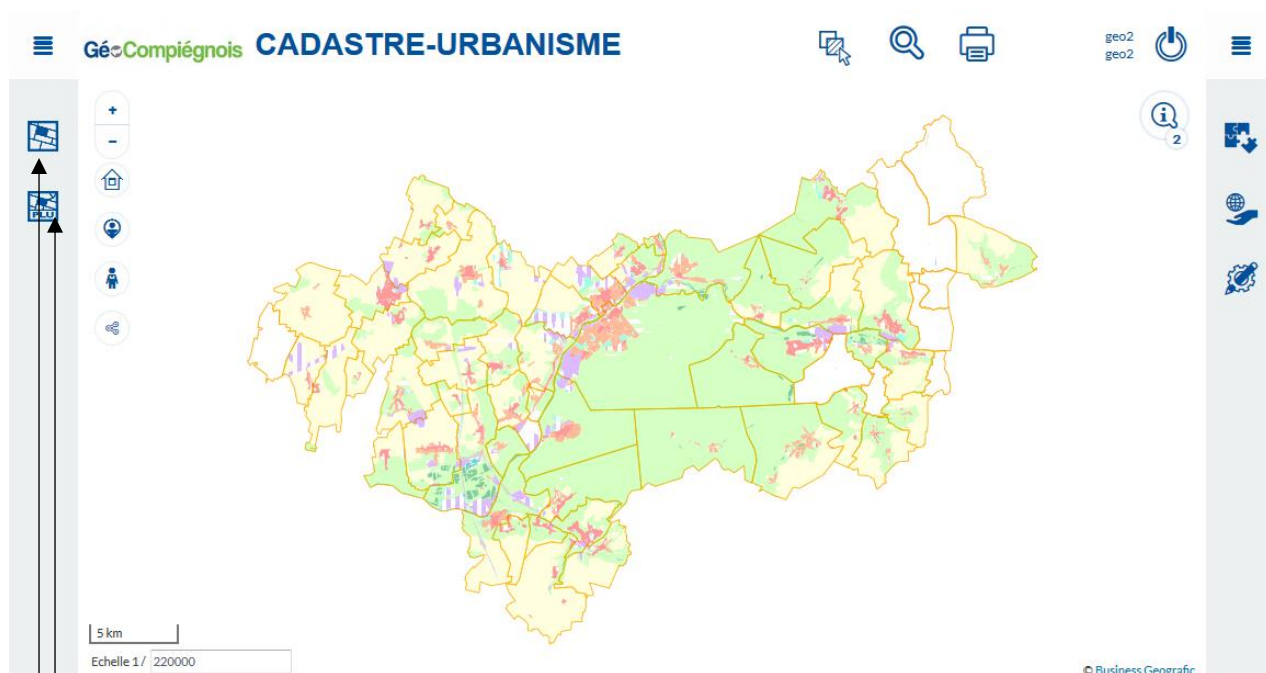 GéoCompiégnois CADASTRE-URBANISME
geo2
geo2
+
-
2
PLU
5 km
Echelle 1 / 220000
© Business Geografic